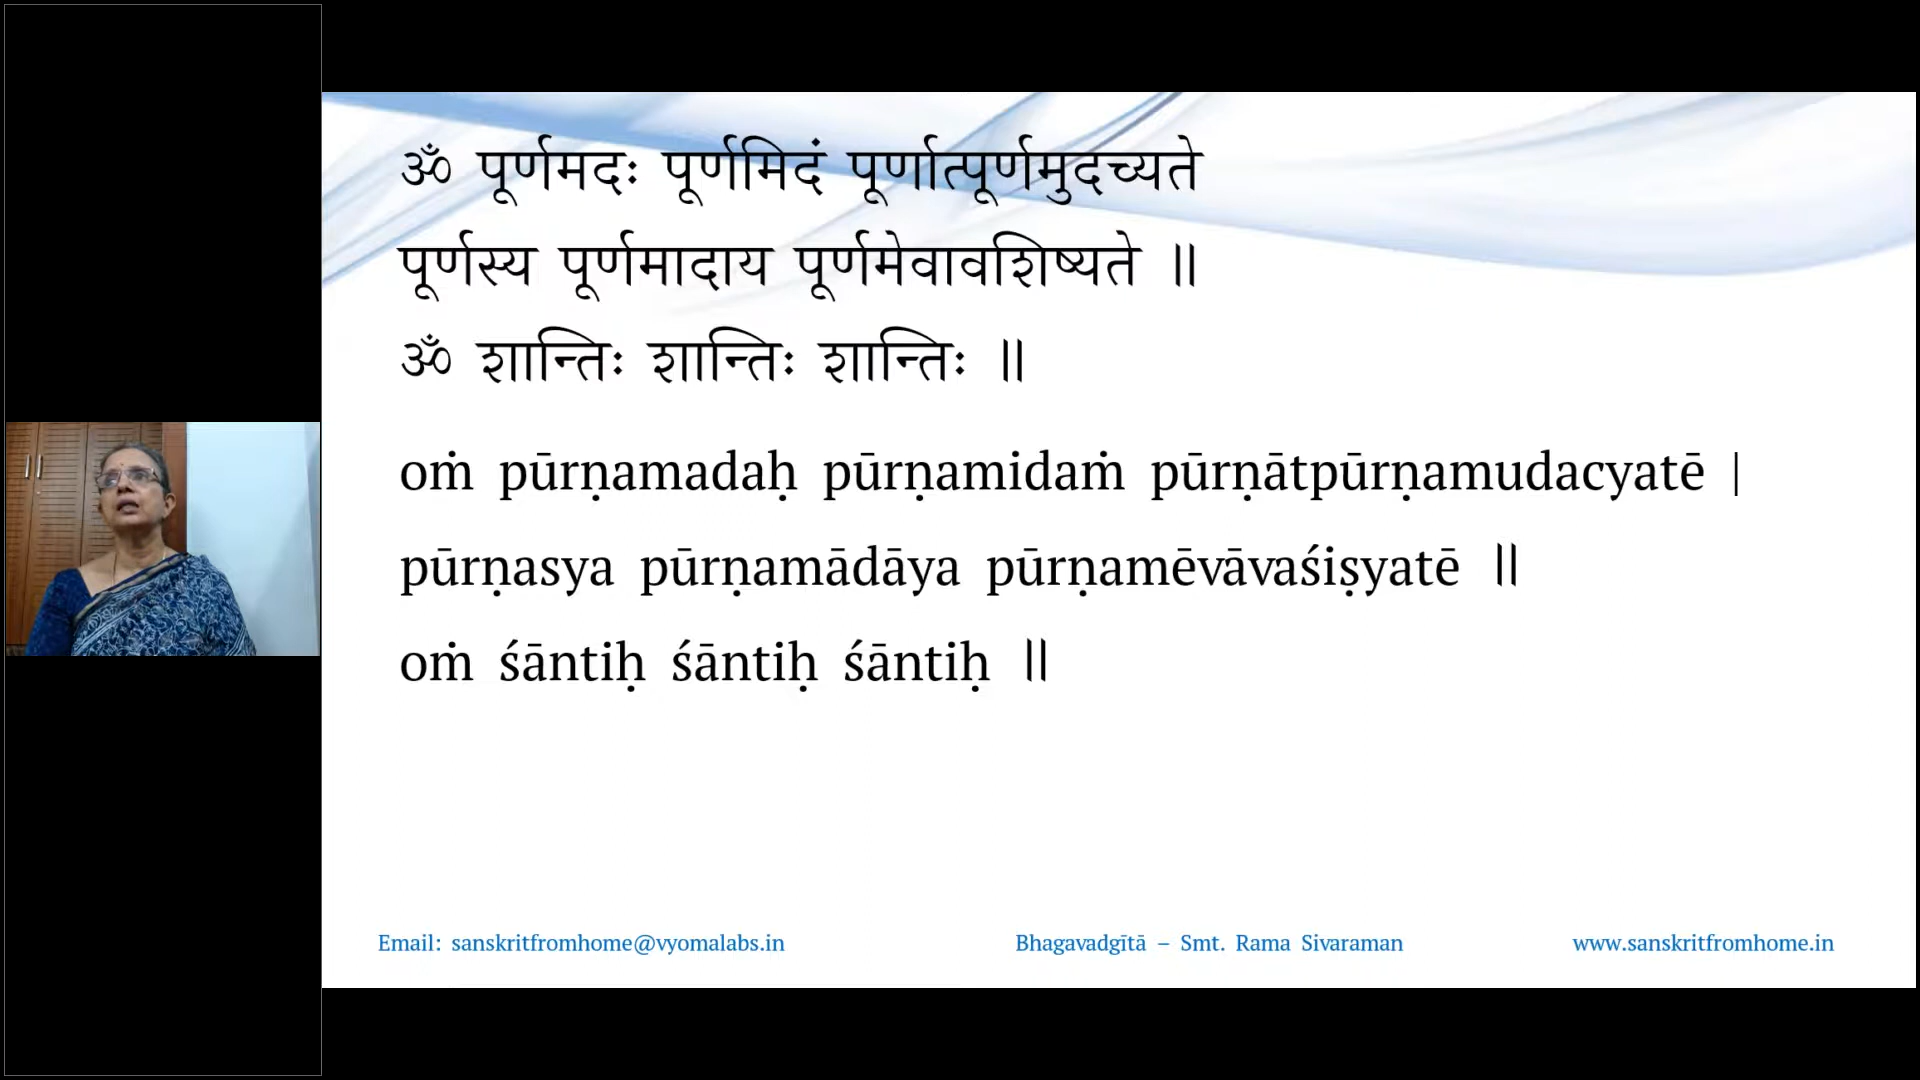 ॐ पूर्णमदः पूर्णमिदं पूर्णात्पूर्णमुदच्यते
पूर्णस्य पूर्णमादाय पूर्णमेवावशिष्यते ॥
ॐ शान्तिः शान्तिः शान्तिः ॥
oṁ pūrṇamadaḥ pūrṇamidaṁ pūrṇātpūrṇamudacyatē |
pūrṇasya pūrṇamādāya pūrṇamēvāvaśiṣyatē ॥
oṁ śāntiḥ śāntiḥ śāntiḥ ॥
Email: sanskritfromhome@vyomalabs.in Bhagavadgītā – Smt. Rama Sivaraman www.sanskritfromhome.in